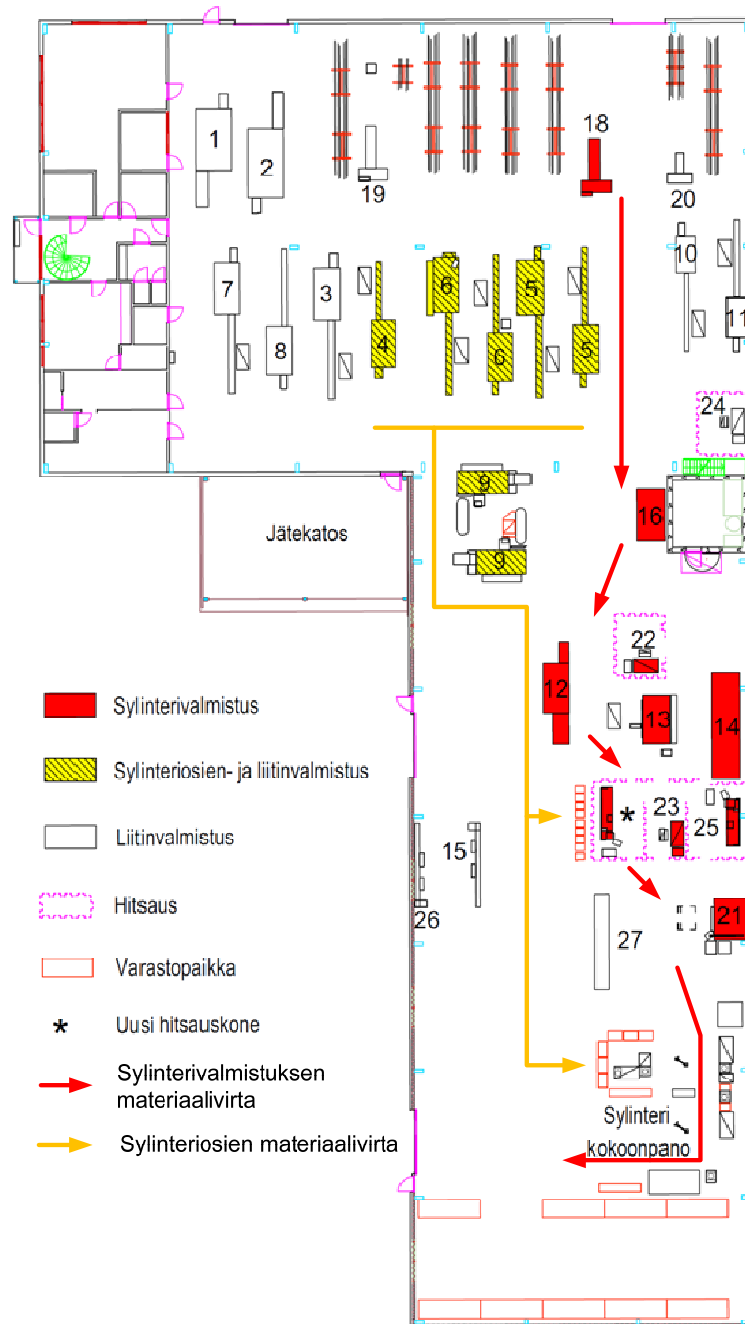 18
1
2
19
20
10
7
3
6
5
11
4
6
5
8
24
9
16
Jätekatos
9
22
12
13
14
Sylinterivalmistus
Sylinteriosien- ja liitinvalmistus
*
23
25
Liitinvalmistus
15
Hitsaus
26
21
27
Varastopaikka
* Uusi hitsauskone
Sylinterivalmistuksen
materiaalivirta
Sylinteriosien materiaalivirta
Sylinteri
kokoonpano